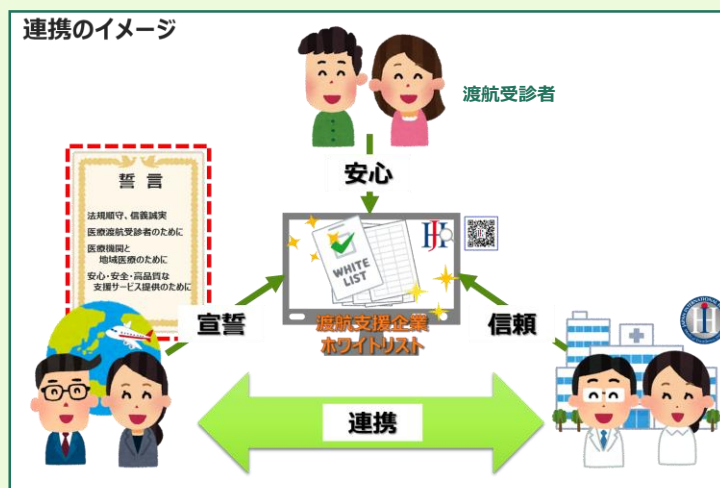 連携のイメージ
渡航受診者
安心
誓言
法規順守、信義誠実
医療渡航受診者のために
医療機関と
地域医療のために
安心・安全・高品質な
支援サービス提供のために
WHITE
LIST
宣誓
渡航支援企業
ホワイトリスト
信頼
連携